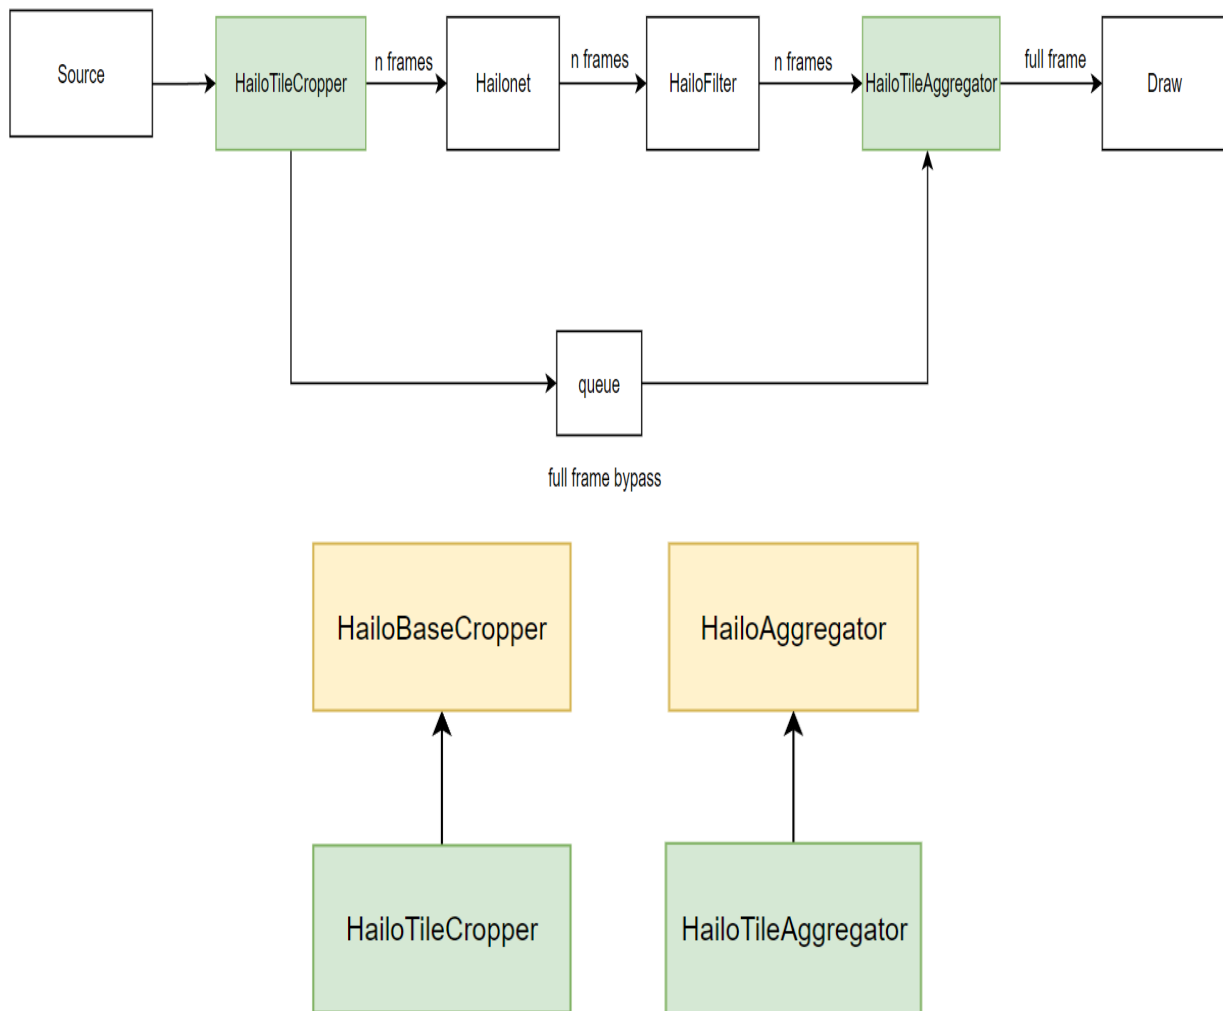 Source
HailoTileCropper
n frames
Hailonet
n frames
HailoFilter
n frames
HailoTileAggregator
full frame
Draw
queue
full frame bypass
HailoBaseCropper
HailoAggregator
HailoTileCropper
HailoTileAggregator